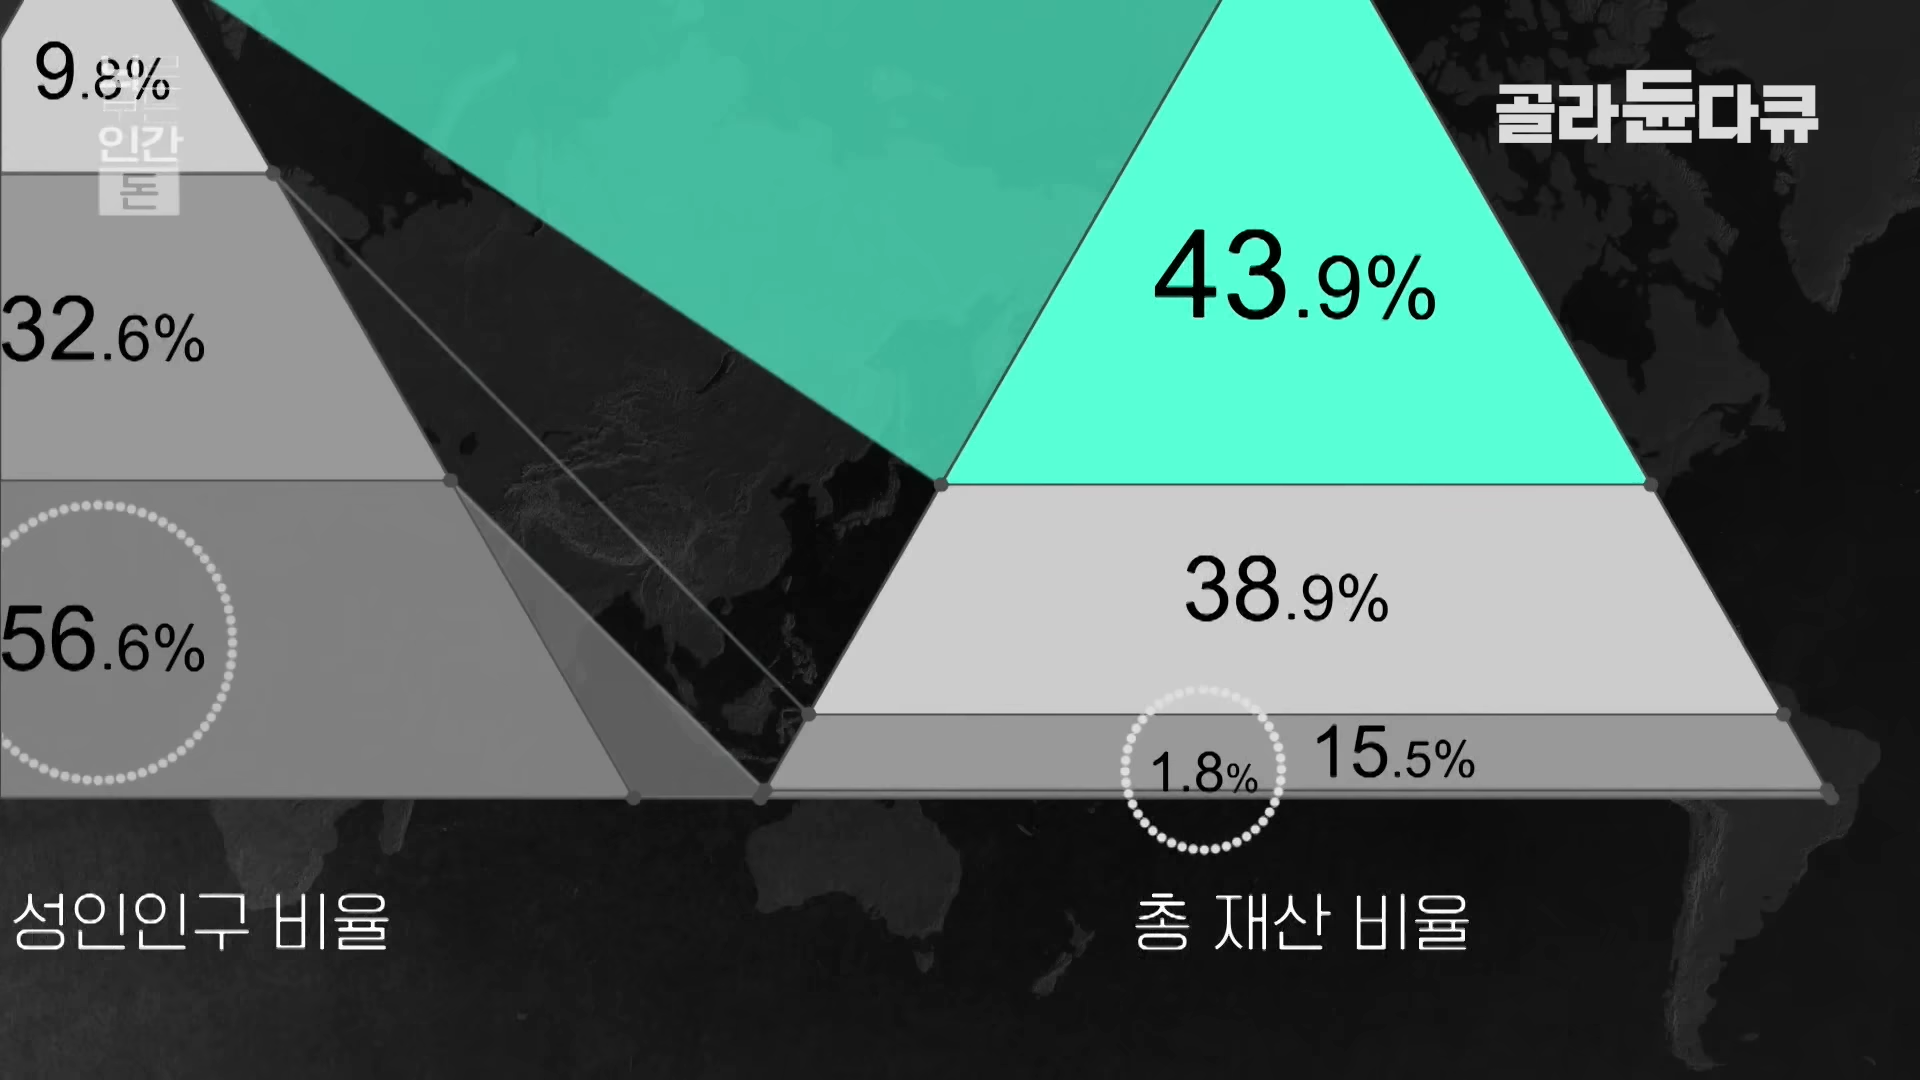 9.8%
인간
돈
골라듄다큐
43.9%
32.6%
38.9%
56.6%
1.8%
15.5%
성인인구 비율
총 재산 비율